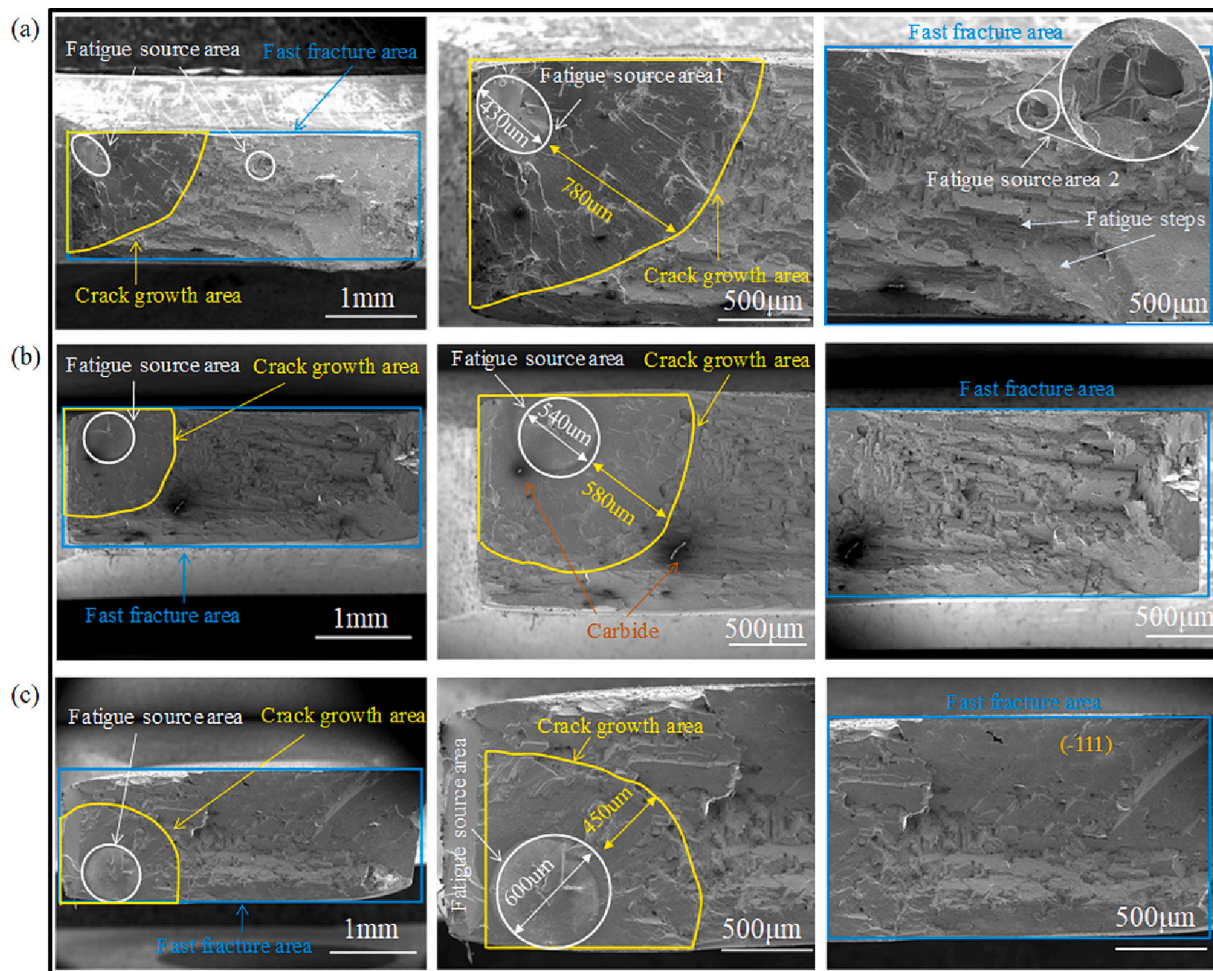 (a)
Fatigue source area
Fast fracture area
Crack growth area
1mm
Fatigue source area1
430um
780um
Crack growth area
500μm
Fast fracture area
Fatigue source area 2
Fatigue steps
500μm
(b)
Fatigue source area
Crack growth area
Fast fracture area
1mm
Fatigue source area
Crack growth area
540um
580um
Carbide
500μm
Fast fracture area
500μm
(c)
Fatigue source area
Crack growth area
Fast fracture area
1mm
Crack growth area
Fatigue source area
450um
600um
500μm
Fast fracture area
(-111)
500μm